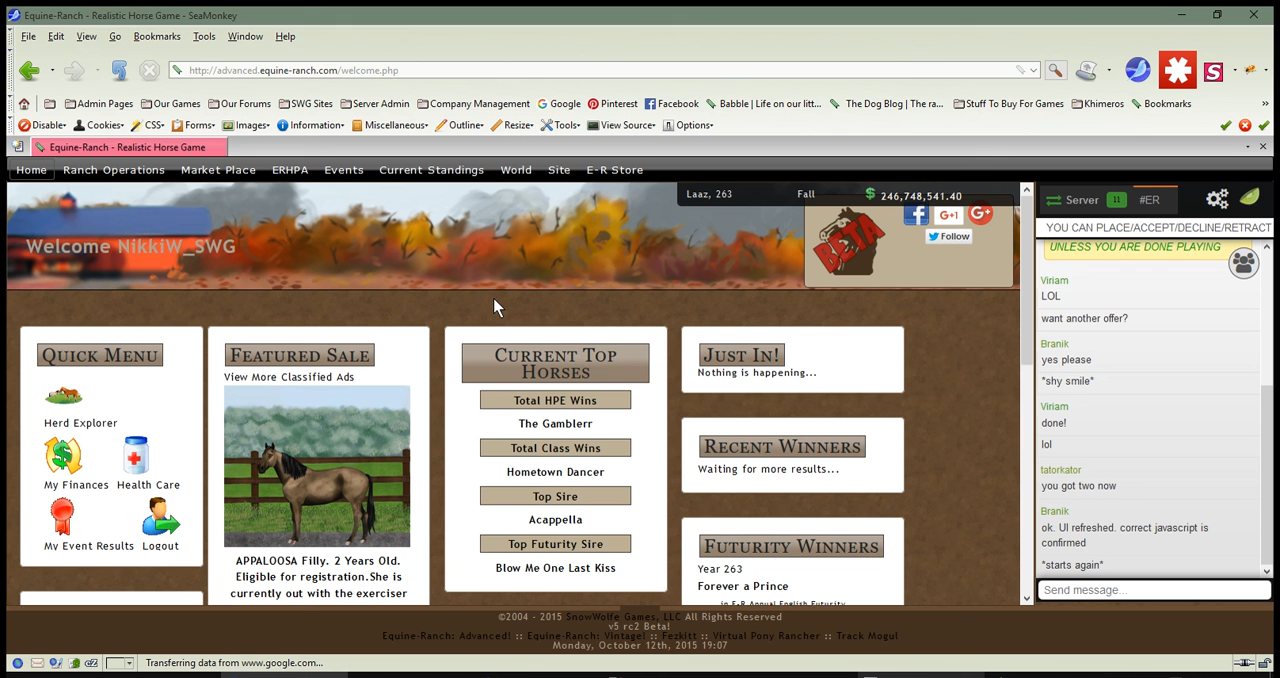 Equine-Ranch - Realistic Horse Game - SeaMonkey
File Edit View Go Bookmarks Tools Window Help
http://advanced.equine-ranch.com/welcome.php
Admin Pages Our Games Our Forums SWG Sites Server Admin Company Management Google Pinterest Facebook Babble | Life on our litt... The Dog Blog | The ra... Stuff To Buy For Games Khimeros Bookmarks
Disable Cookies CSS Forms Images Information Miscellaneous Outline Resize Tools View Source Options
Equine-Ranch - Realistic Horse Game
Home Ranch Operations Market Place ERHPA Events Current Standings World Site E-R Store
Laaz, 263 Fall $ 246,748,541.40
Welcome NikkiW_SWG
BETA
G+1
G+
Follow
Quick Menu
Herd Explorer
My Finances Health Care
My Event Results Logout
Featured Sale
View More Classified Ads
APPALOOSA Filly. 2 Years Old.
Eligible for registration.She is
currently out with the exerciser
Current Top
Horses
Total HPE Wins
The Gamblerr
Total Class Wins
Hometown Dancer
Top Sire
Acappella
Top Futurity Sire
Blow Me One Last Kiss
Just In!
Nothing is happening...
Recent Winners
Waiting for more results...
Futurity Winners
Year 263
Forever a Prince
in E-R Annual English Futurity
Server 11 #ER
YOU CAN PLACE/ACCEPT/DECLINE/RETRACT
UNLESS YOU ARE DONE PLAYING
Viriam
LOL
want another offer?
Branik
yes please
*shy smile*
Viriam
done!
lol
tatorkator
you got two now
Branik
ok. UI refreshed. correct javascript is
confirmed
*starts again*
Send message...
©2004 - 2015 SnowWolfe Games, LLC All Rights
Reserved
v5 rc2 Beta!
Equine-Ranch: Advanced! :: Equine-Ranch: Vintage! :: Fezkitt :: Virtual Pony Rancher :: Track Mogul
Monday, October 12th, 2015 19:07
Transferring data from www.google.com...